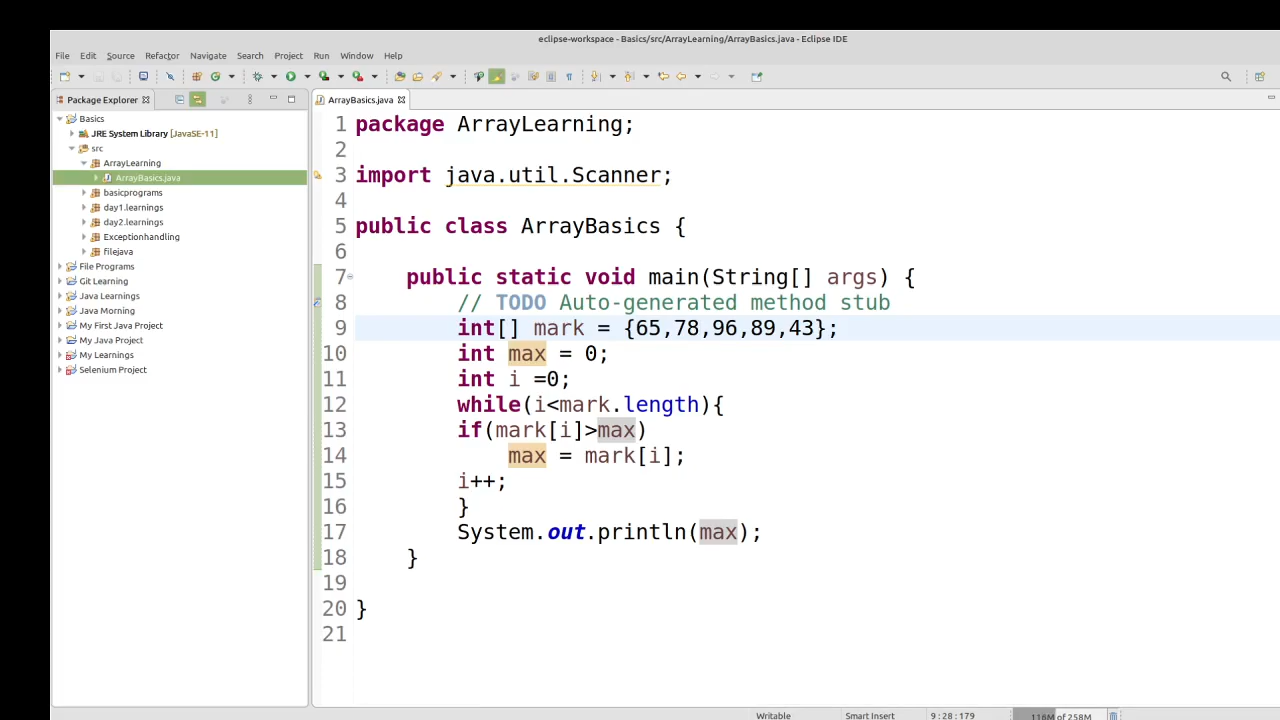 eclipse-workspace - Basics/src/ArrayLearning/ArrayBasics.java - Eclipse IDE
File Edit Source Refactor Navigate Search Project Run Window Help
Package Explorer
ArrayBasics.java
Basics
JRE System Library [JavaSE-11]
src
ArrayLearning
ArrayBasics.java
basicprograms
day1.learnings
day2.learnings
Exceptionhandling
filejava
File Programs
Git Learning
Java Learnings
Java Morning
My First Java Project
My Java Project
My Learnings
Selenium Project
1 package ArrayLearning;
2
3 import java.util.Scanner;
4
5 public class ArrayBasics {
6
7 public static void main(String[] args) {
8 // TODO Auto-generated method stub
9 int[] mark = {65,78,96,89,43};
10 int max = 0;
11 int i =0;
12 while(i<mark.length){
13 if(mark[i]>max)
14 max = mark[i];
15 i++;
16 }
17 System.out.println(max);
18 }
19
20 }
21
Writable Smart Insert 9:28:179 116M of 258M